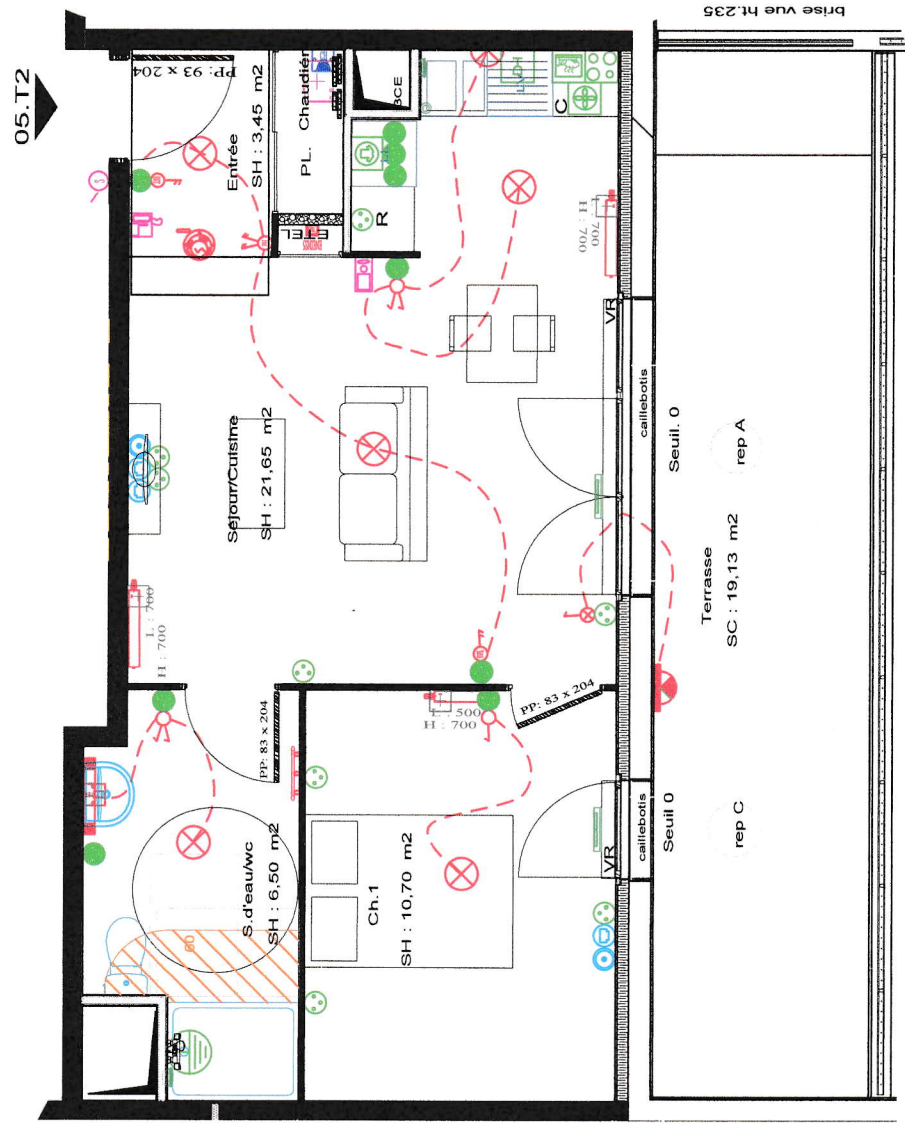 05.T2
brise vue ht.235
PP: 93 x 204
Entrée
SH : 3,45 m2
PL. Chaudièr
ETEL
BCE
LV
C
R
L : 700
H : 700
VR
Séjour/Cuisine
SH : 21,65 m2
L : 700
H : 700
caillebotis
Seuil. 0
rep A
Terrasse
SC : 19,13 m2
PP: 83 x 204
L : 500
H : 700
PP: 83 x 204
S.d'eau/wc
SH : 6,50 m2
60
Ch.1
SH : 10,70 m2
VR
caillebotis
Seuil 0
rep C